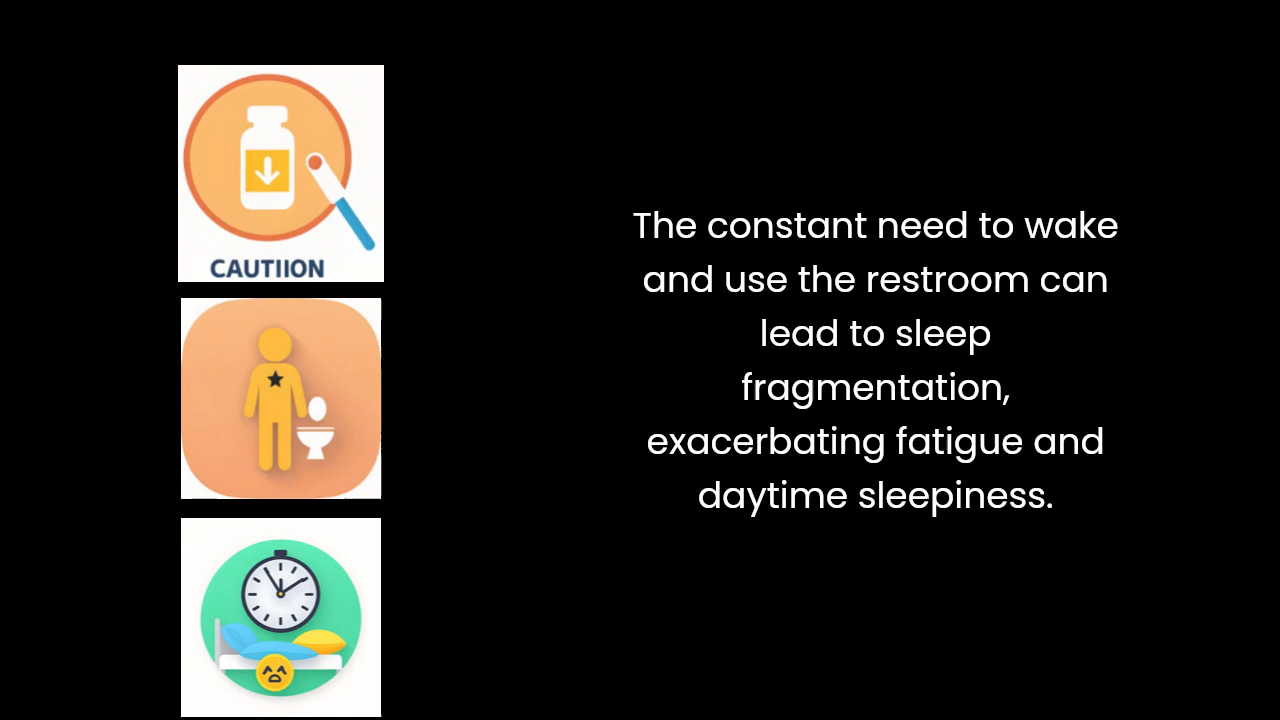 CAUTIION
The constant need to wake
and use the restroom can
lead to sleep
fragmentation,
exacerbating fatigue and
daytime sleepiness.